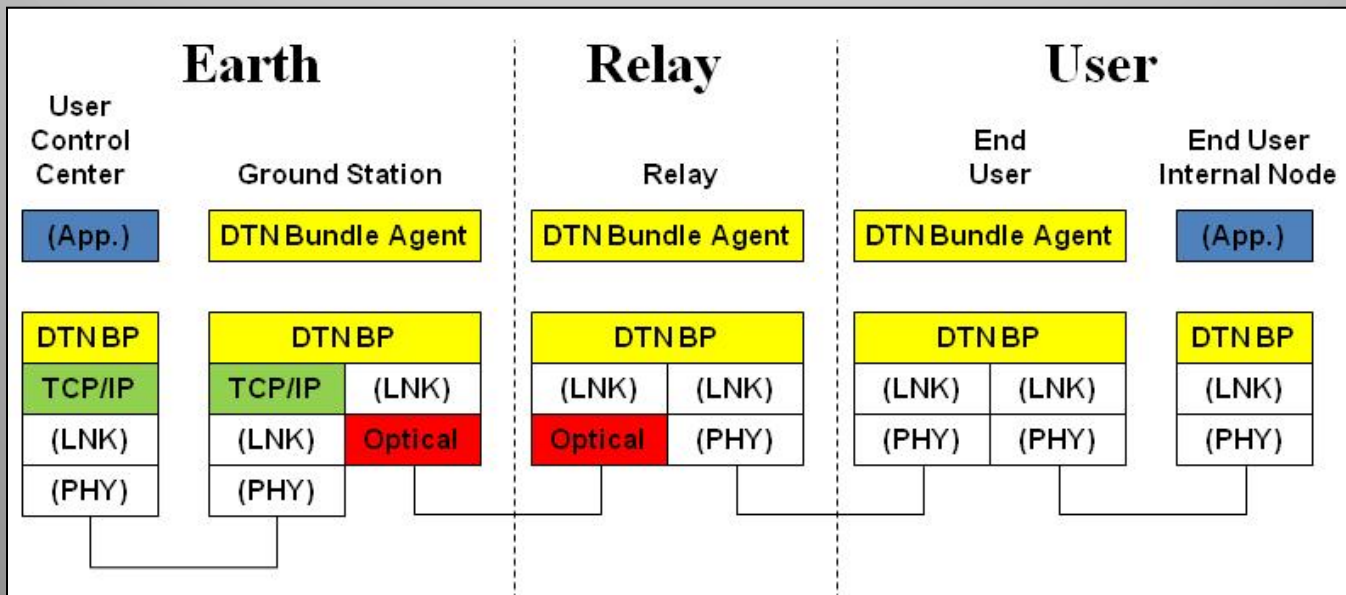 Earth
Relay
User
User
Control
Center
Ground Station
Relay
End
User
End User
Internal Node
(App.)
DTN Bundle Agent
DTN Bundle Agent
DTN Bundle Agent
(App.)
DTN BP
DTN BP
DTN BP
DTN BP
DTN BP
TCP/IP
TCP/IP
(LNK)
(LNK)
(LNK)
(LNK)
(LNK)
(LNK)
(LNK)
(LNK)
Optical
Optical
(PHY)
(PHY)
(PHY)
(PHY)
(PHY)
(PHY)